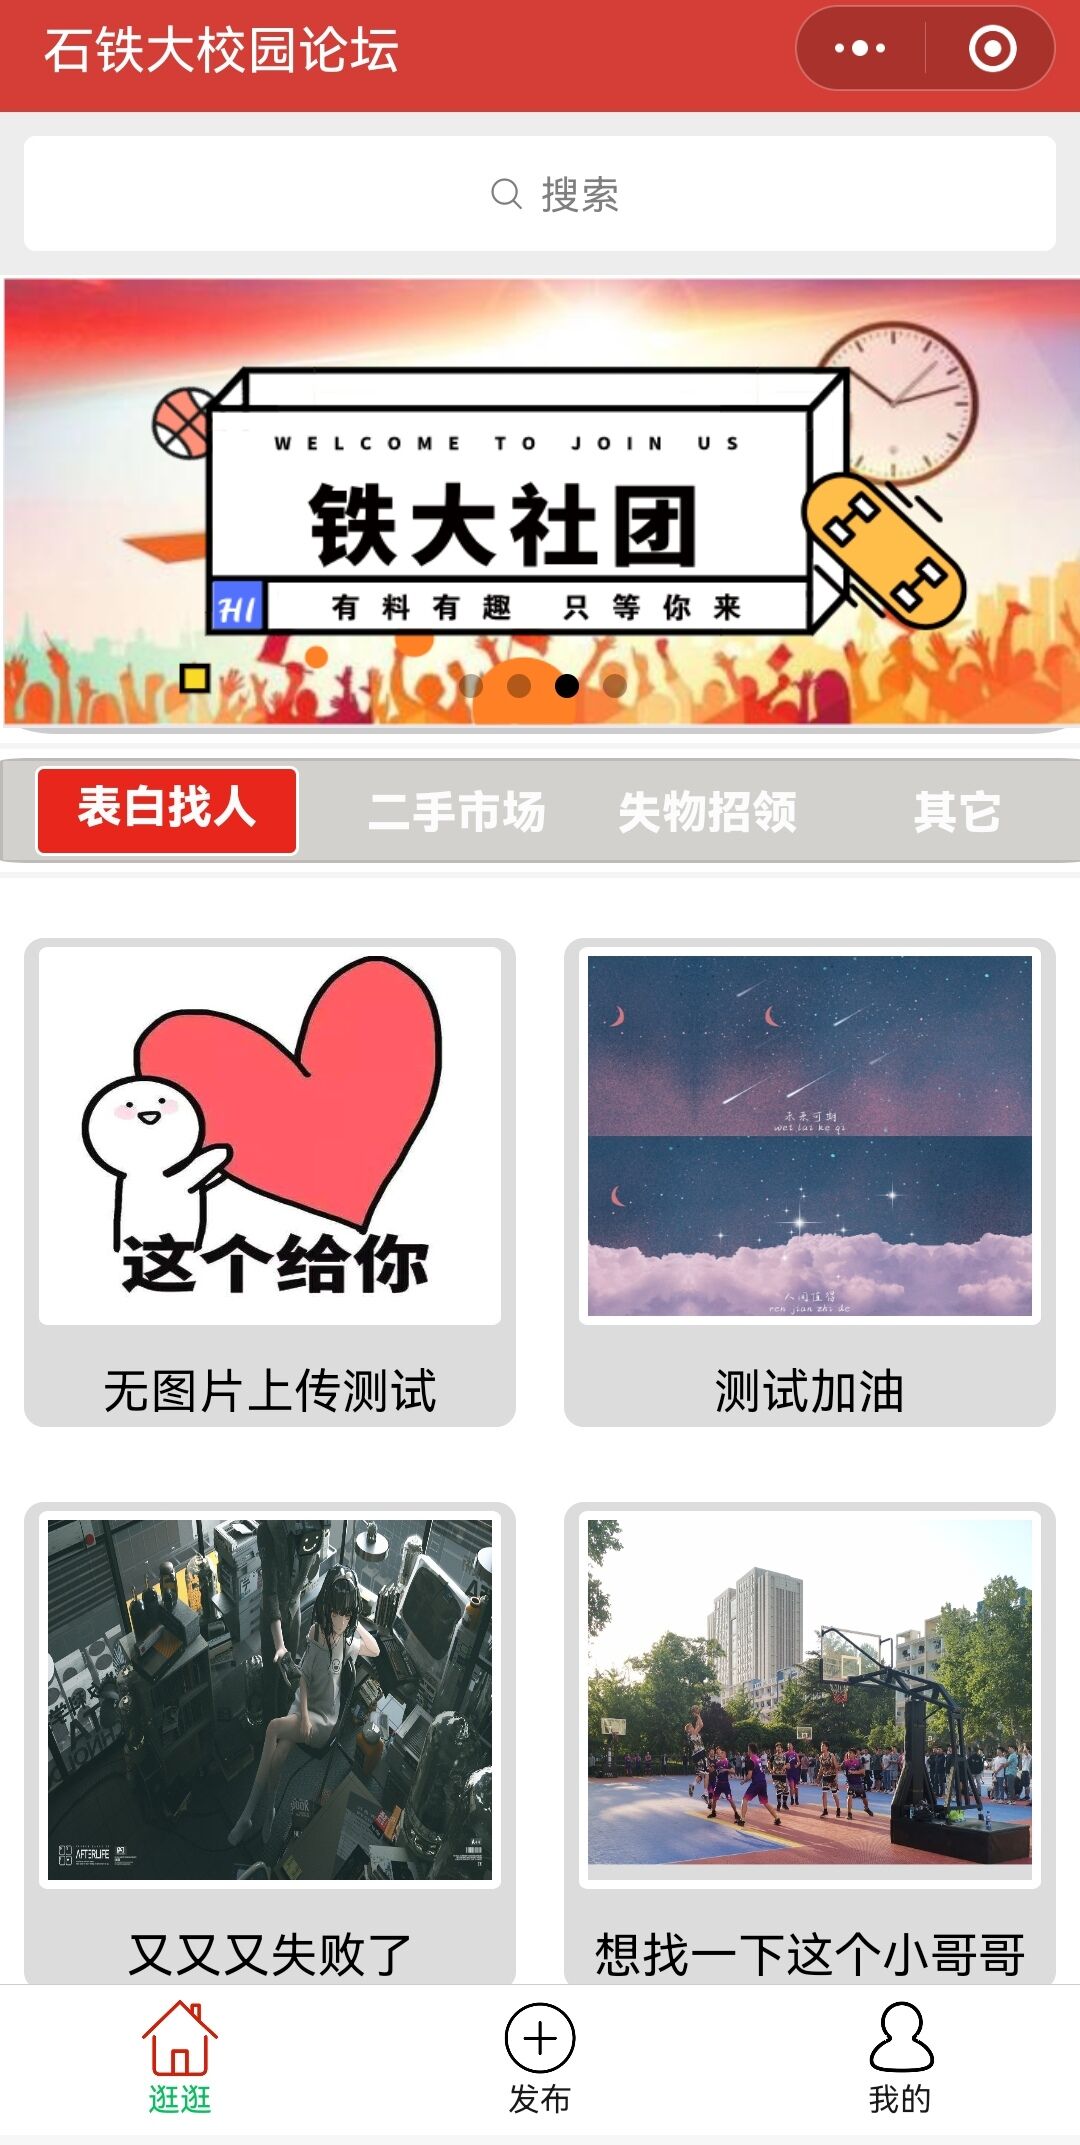 石铁大校园论坛
搜索
WELCOME TO JOIN US
铁大社团
HI
有料有趣 只等你来
表白找人 二手市场 失物招领 其它
这个给你
未来可期
wei lai ke qi
人间值得
ren jian zhi de
无图片上传测试
测试加油
AFTERLIFE
又又又失败了
想找一下这个小哥哥
逛逛 发布 我的